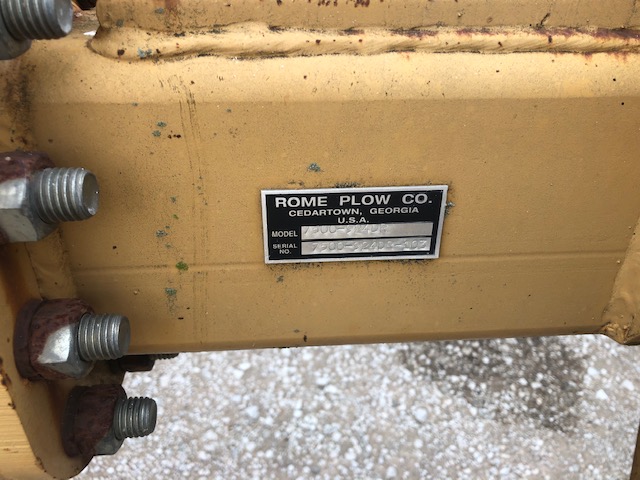 ROME PLOW CO.
CEDARTOWN, GEORGIA
U.S.A.
MODEL
SERIAL
NO.